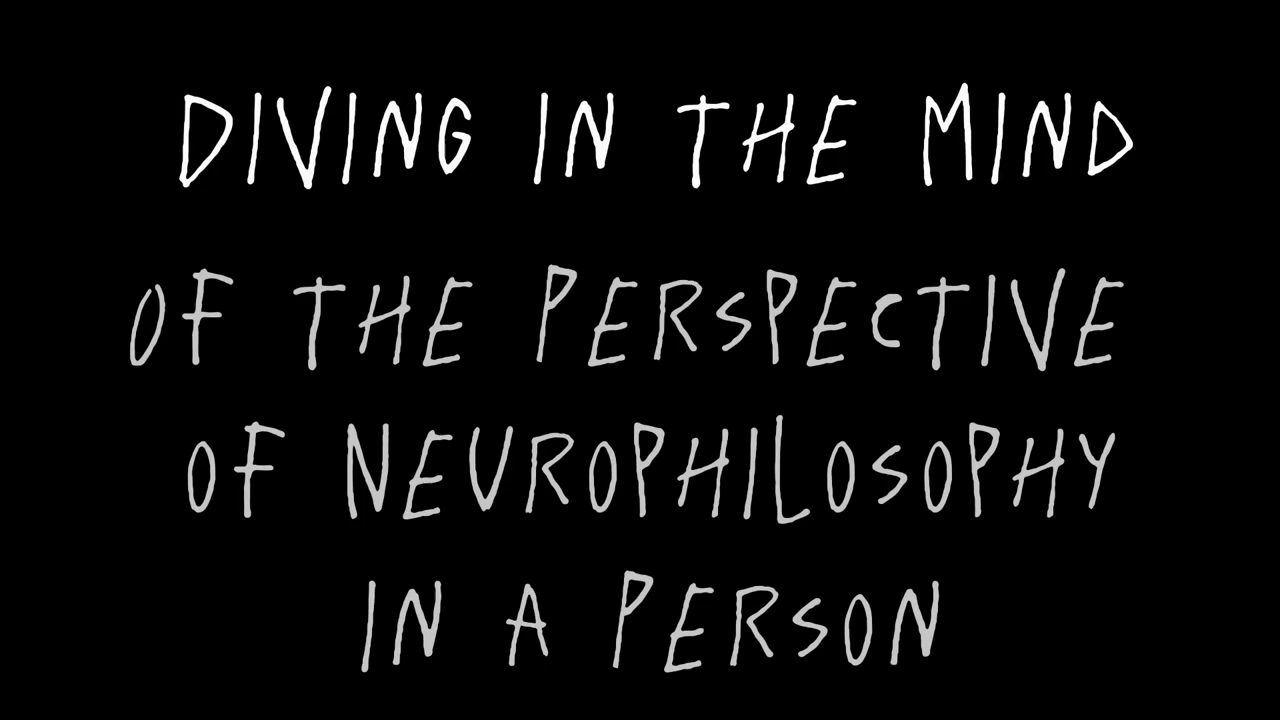 DIVING IN THE MIND
OF THE PERSPECTIVE
OF NEUROPHILOSOPHY
IN A PERSON